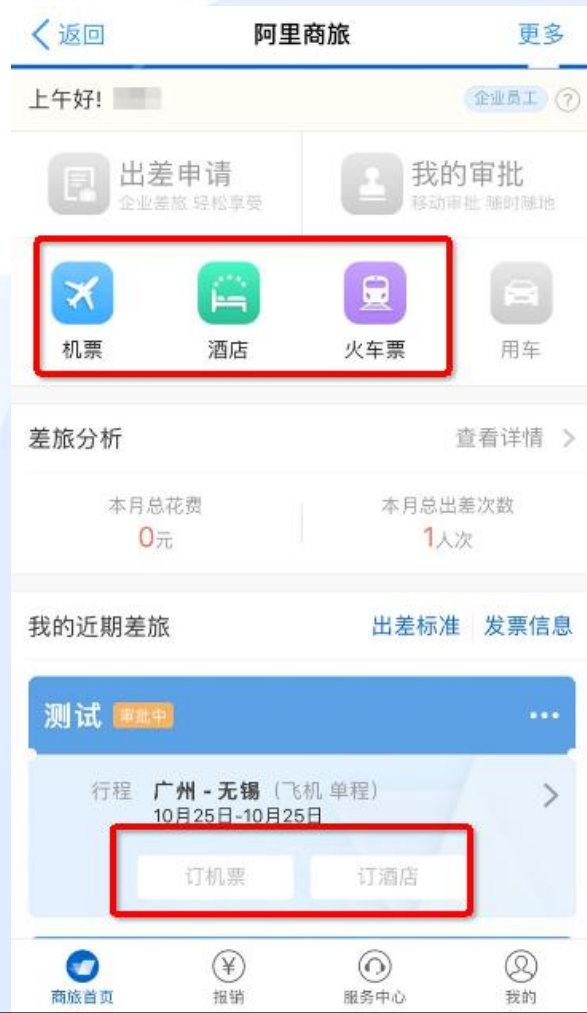 返回 阿里商旅 更多
上午好! 企业员工 ?
出差申请 我的审批
企业差旅 轻松享受 移动审批 随时随地
机票 酒店 火车票 用车
差旅分析 查看详情
本月总花费 本月总出差次数
0元 1人次
我的近期差旅 出差标准 发票信息
测试 审批中
行程 广州 - 无锡（飞机 单程）
10月25日-10月25日
订机票 订酒店
商旅首页 报销 服务中心 我的